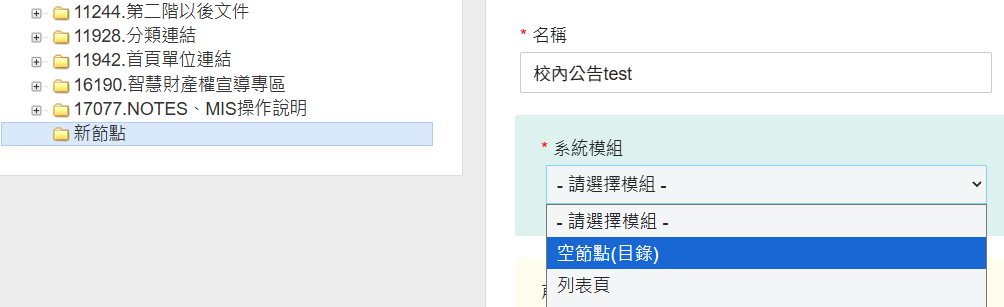 11244.第二階以後文件
11928.分類連結
11942.首頁單位連結
16190.智慧財產權宣導專區
17077.NOTES、MIS操作說明
新節點
* 名稱
校內公告test
* 系統模組
- 請選擇模組 -
- 請選擇模組 -
空節點(目錄)
列表頁